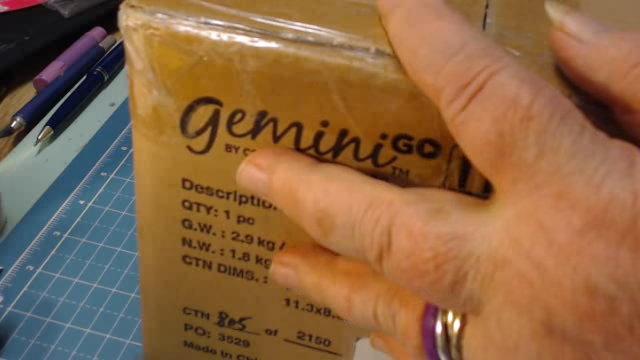 gemini GO
BY
TM
Description
QTY: 1 pc
G.W. : 2.9 kg /
N.W. : 1.8 kg
CTN DIMS. :
11.3x8.
CTN 805 of 2150
PO: 3529
Made in